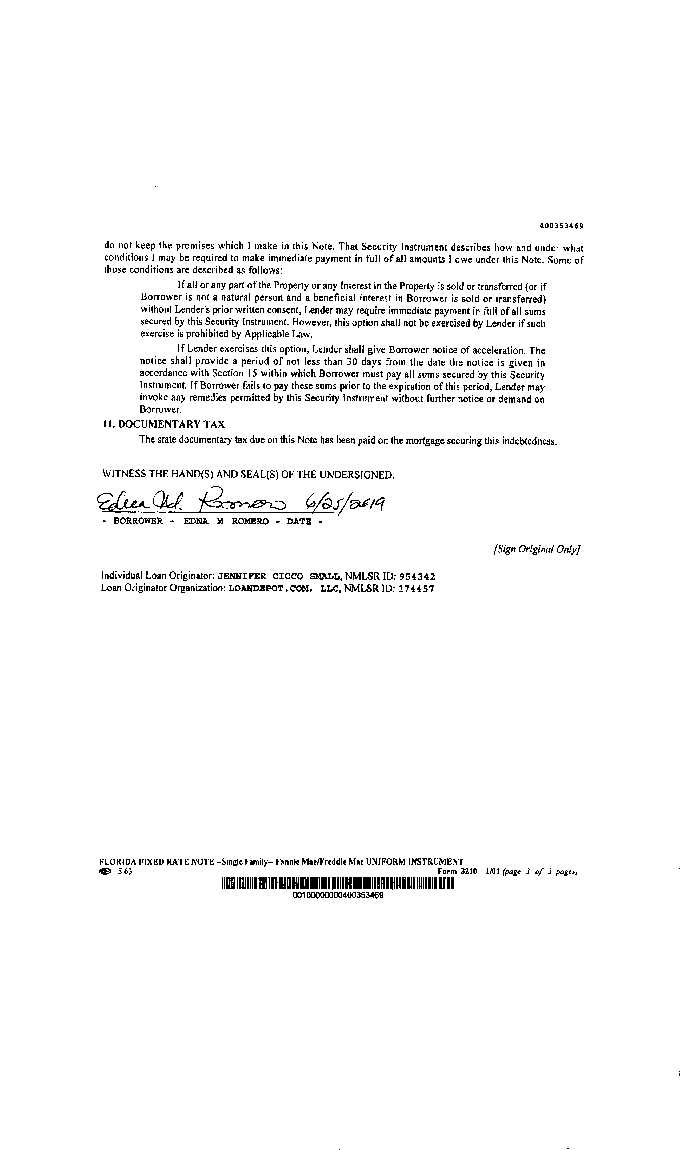 400353469
do not keep the promises which I make in this Note. That Security Instrument describes how and under what
conditions I may be required to make immediate payment in full of all amounts I owe under this Note. Some of
those conditions are described as follows:
If all or any part of the Property or any Interest in the Property is sold or transferred (or if
Borrower is not a natural person and a beneficial interest in Borrower is sold or transferred)
without Lender's prior written consent, Lender may require immediate payment in full of all sums
secured by this Security Instrument. However, this option shall not be exercised by Lender if such
exercise is prohibited by Applicable Law.
If Lender exercises this option, Lender shall give Borrower notice of acceleration. The
notice shall provide a period of not less than 30 days from the date the notice is given in
accordance with Section 15 within which Borrower must pay all sums secured by this Security
Instrument. If Borrower fails to pay these sums prior to the expiration of this period, Lender may
invoke any remedies permitted by this Security Instrument without further notice or demand on
Borrower.
11. DOCUMENTARY TAX
The state documentary tax due on this Note has been paid on the mortgage securing this indebtedness.
WITNESS THE HAND(S) AND SEAL(S) OF THE UNDERSIGNED.
Edna M. Romero 6/25/2019
- BORROWER - EDNA M ROMERO - DATE -
[Sign Original Only]
Individual Loan Originator: JENNIFER CICCO SMALL, NMLSR ID: 954342
Loan Originator Organization: LOANDEPOT.COM, LLC, NMLSR ID: 174457
FLORIDA FIXED RATE NOTE -Single Family- Fannie Mae/Freddie Mac UNIFORM INSTRUMENT
3.63 Form 3210 1/01 (page 3 of 3 pages)
0010000000400353469